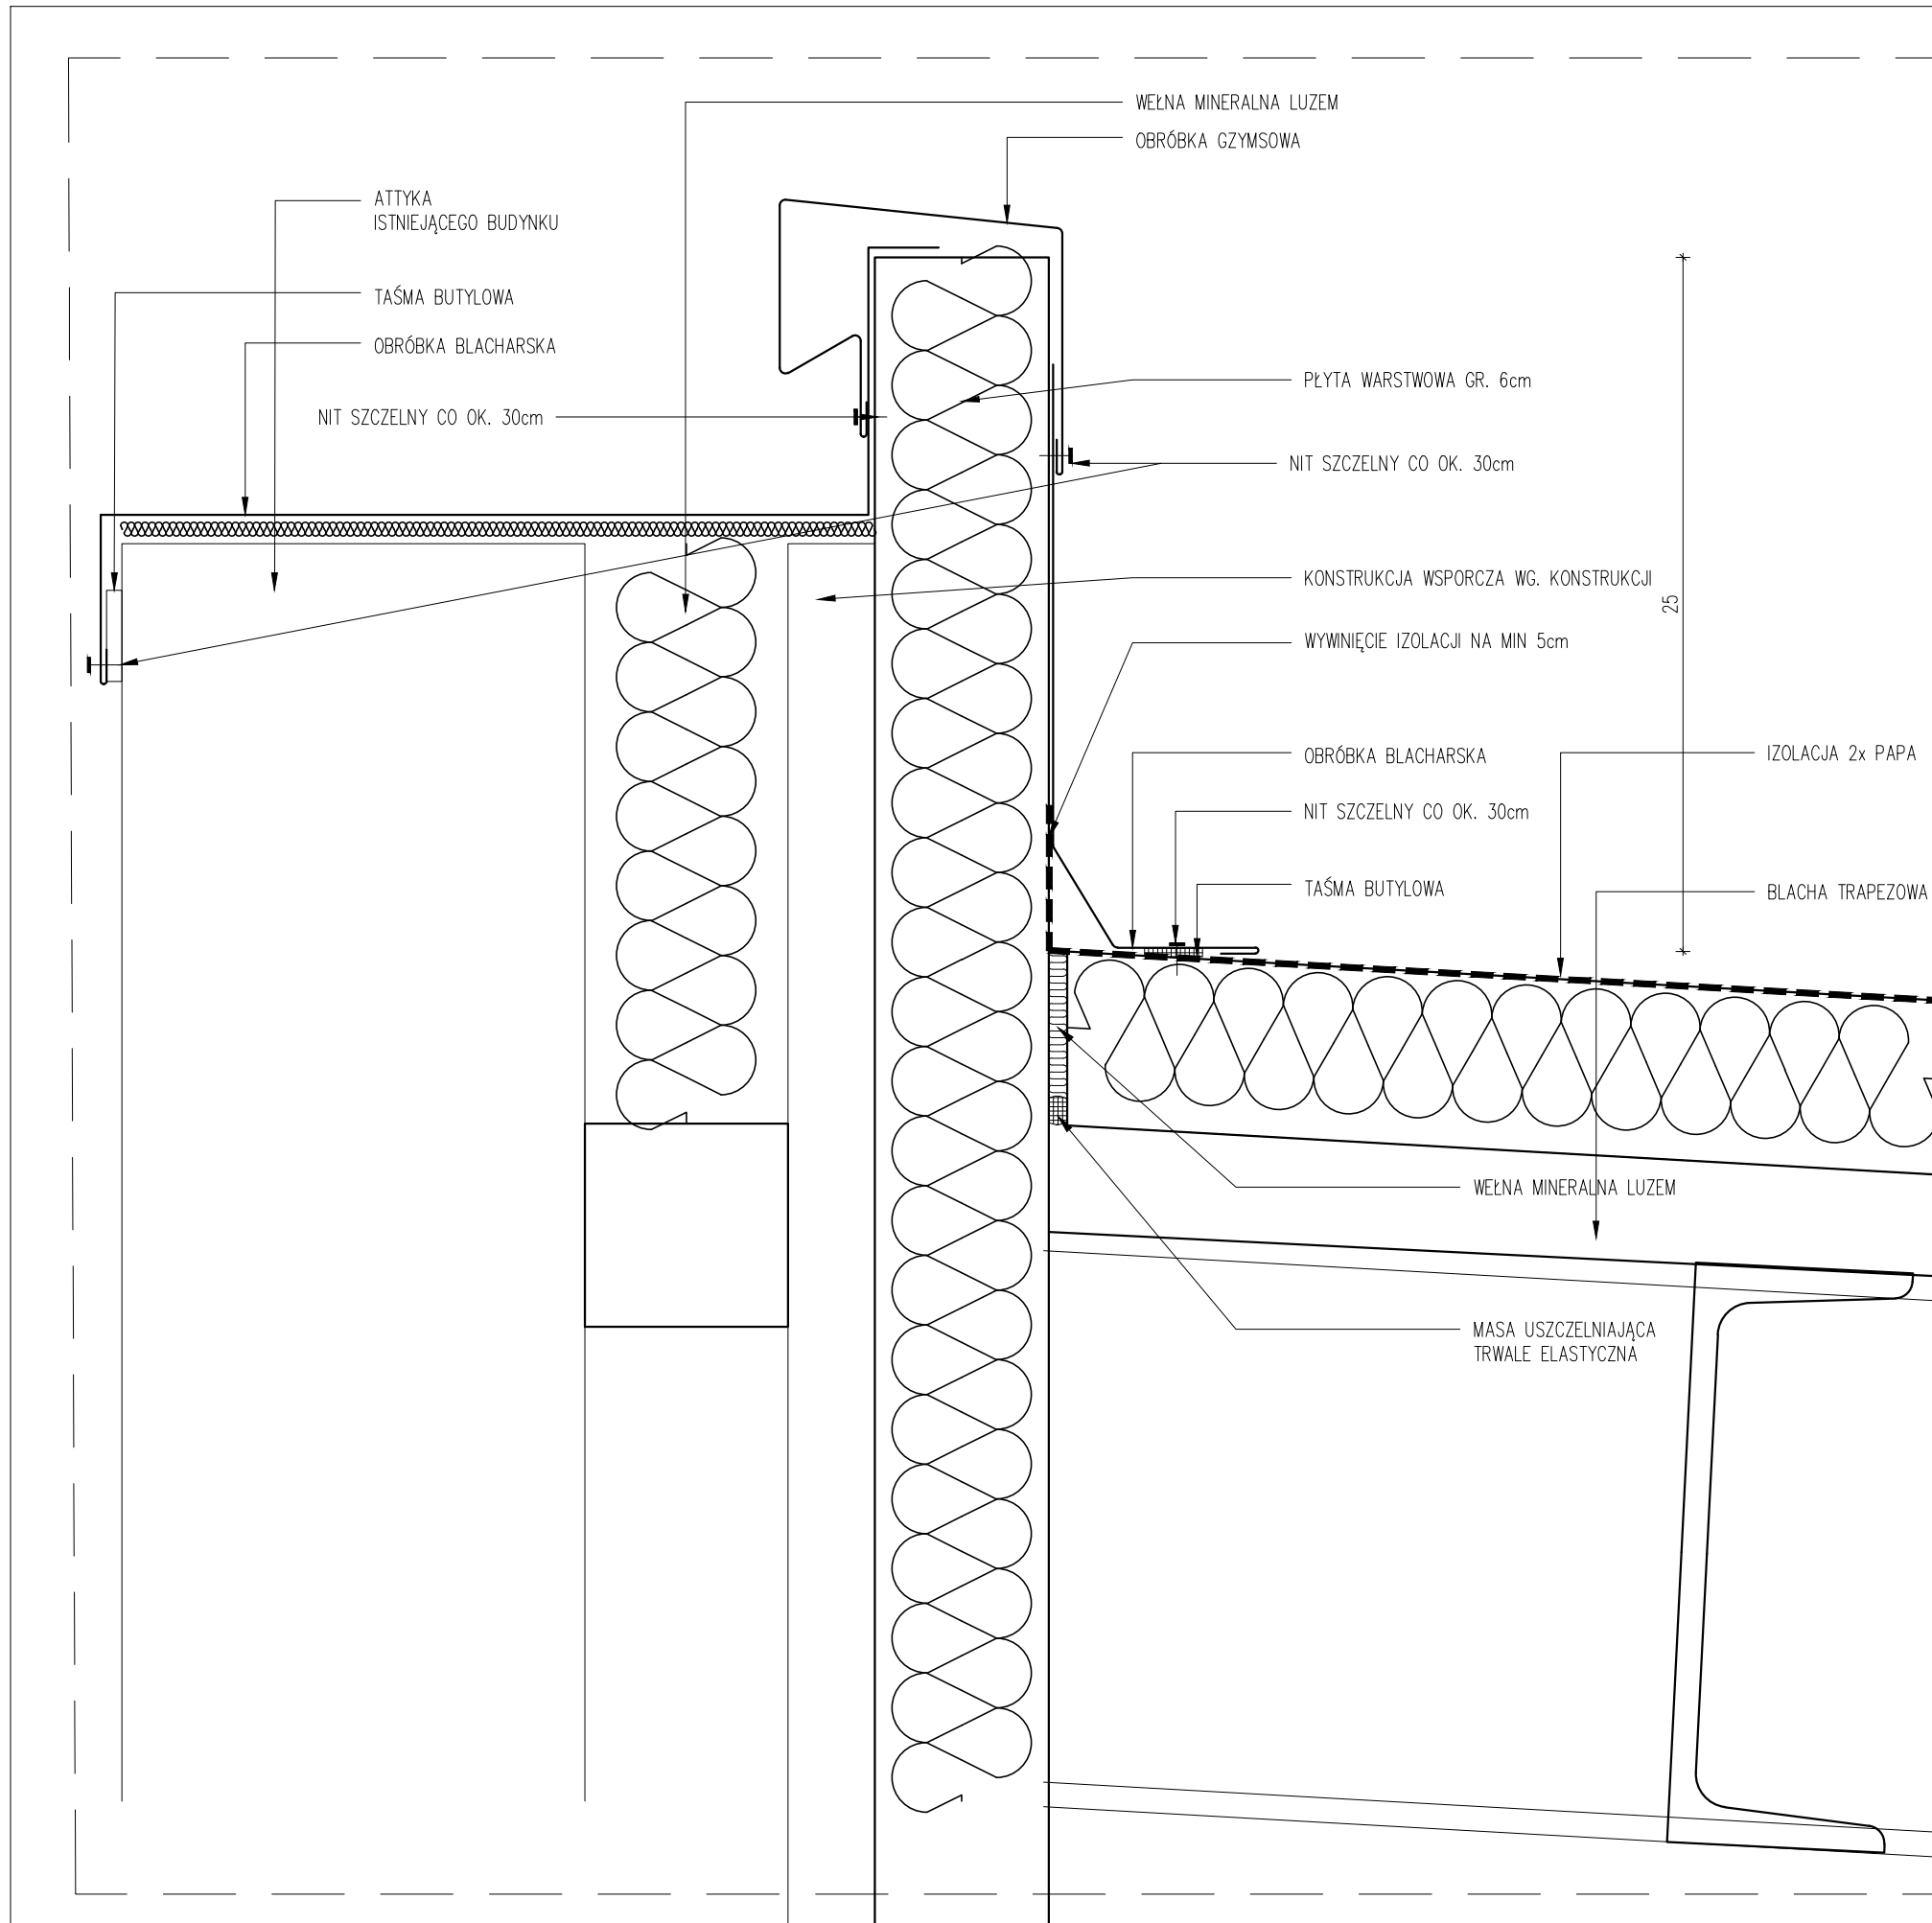 WEŁNA MINERALNA LUZEM
OBRÓBKA GZYMSOWA
ATTYKA
ISTNIEJĄCEGO BUDYNKU
TAŚMA BUTYLOWA
OBRÓBKA BLACHARSKA
NIT SZCZELNY CO OK. 30cm
PŁYTA WARSTWOWA GR. 6cm
NIT SZCZELNY CO OK. 30cm
KONSTRUKCJA WSPORCZA WG. KONSTRUKCJI
25
WYWINIĘCIE IZOLACJI NA MIN 5cm
OBRÓBKA BLACHARSKA
IZOLACJA 2x PAPA
NIT SZCZELNY CO OK. 30cm
TAŚMA BUTYLOWA
BLACHA TRAPEZOWA
WEŁNA MINERALNA LUZEM
MASA USZCZELNIAJĄCA
TRWALE ELASTYCZNA